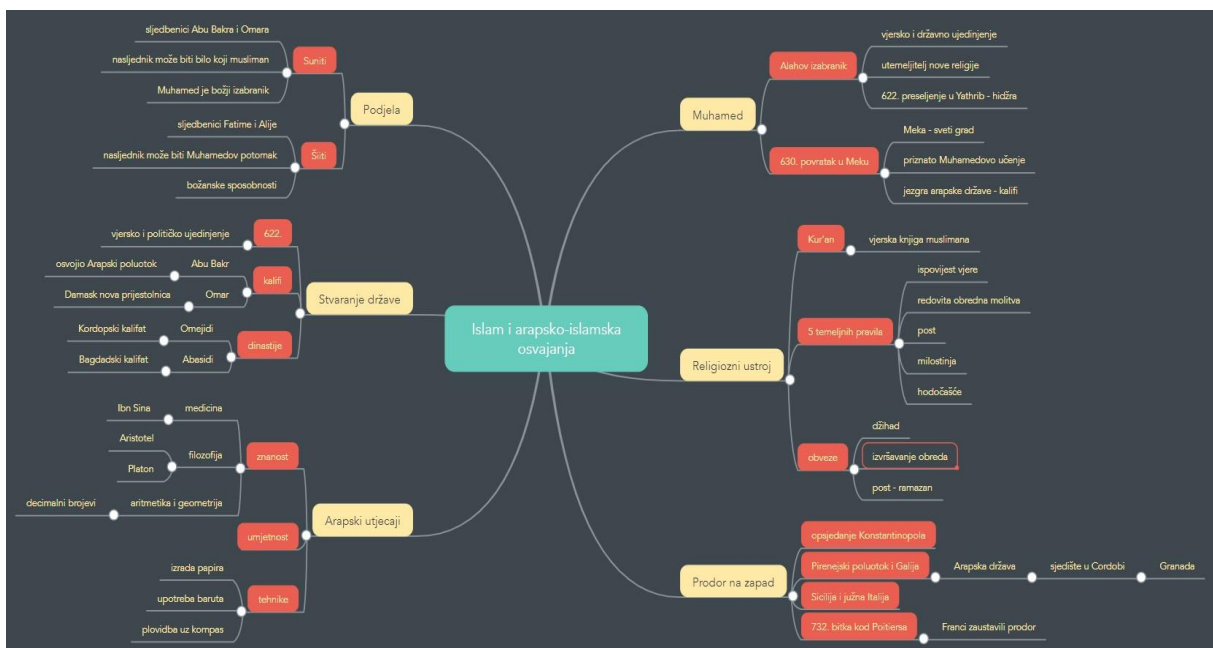 Islam i arapsko-islamska
osvajanja
Podjela
Suniti
sljedbenici Abu Bakra i Omara
nasljednik može biti bilo koji musliman
Muhamed je božji izabranik
Šiiti
sljedbenici Fatime i Alije
nasljednik može biti Muhamedov potomak
božanske sposobnosti
Stvaranje države
622.
vjersko i političko ujedinjenje
kalifi
Abu Bakr
osvojio Arapski poluotok
Omar
Damask nova prijestolnica
dinastije
Omejidi
Kordopski kalifat
Abasidi
Bagdadski kalifat
Arapski utjecaji
znanost
medicina
Ibn Sina
filozofija
Aristotel
Platon
aritmetika i geometrija
decimalni brojevi
umjetnost
tehnike
izrada papira
upotreba baruta
plovidba uz kompas
Muhamed
Alahov izabranik
vjersko i državno ujedinjenje
utemeljitelj nove religije
622. preseljenje u Yathrib - hidžra
630. povratak u Meku
Meka - sveti grad
priznato Muhamedovo učenje
jezgra arapske države - kalifi
Religiozni ustroj
Kur'an
vjerska knjiga muslimana
5 temeljnih pravila
ispovijest vjere
redovita obredna molitva
post
milostinja
hodočašće
obveze
džihad
izvršavanje obreda
post - ramazan
Prodor na zapad
opsjedanje Konstantinopola
Pirenejski poluotok i Galija
Arapska država
sjedište u Cordobi
Granada
Sicilija i južna Italija
732. bitka kod Poitiersa
Franci zaustavili prodor